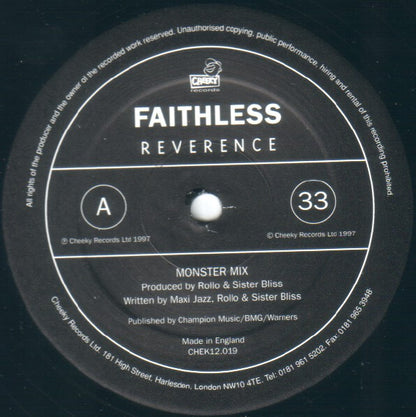 All rights of the producer and the owner of the recorded work reserved. Unauthorised copying, public performance, hiring and rental of this recording prohibited.
CHEEKY
records
FAITHLESS
REVERENCE
A
33
℗ Cheeky Records Ltd 1997
© Cheeky Records Ltd 1997
MONSTER MIX
Produced by Rollo & Sister Bliss
Written by Maxi Jazz, Rollo & Sister Bliss
Published by Champion Music/BMG/Warners
Made in England
CHEK12.019
Cheeky Records Ltd, 181 High Street, Harlesden, London NW10 4TE. Tel: 0181 961 5202. Fax 0181 965 3948